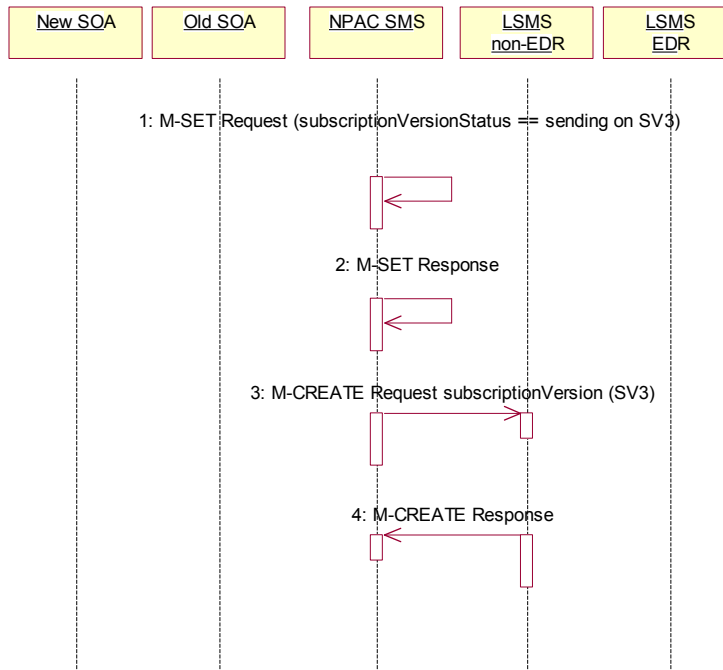 New SOA
Old SOA
NPAC SMS
LSMS
non-EDR
LSMS
EDR
1: M-SET Request (subscriptionVersionStatus == sending on SV3)
2: M-SET Response
3: M-CREATE Request subscriptionVersion (SV3)
4: M-CREATE Response